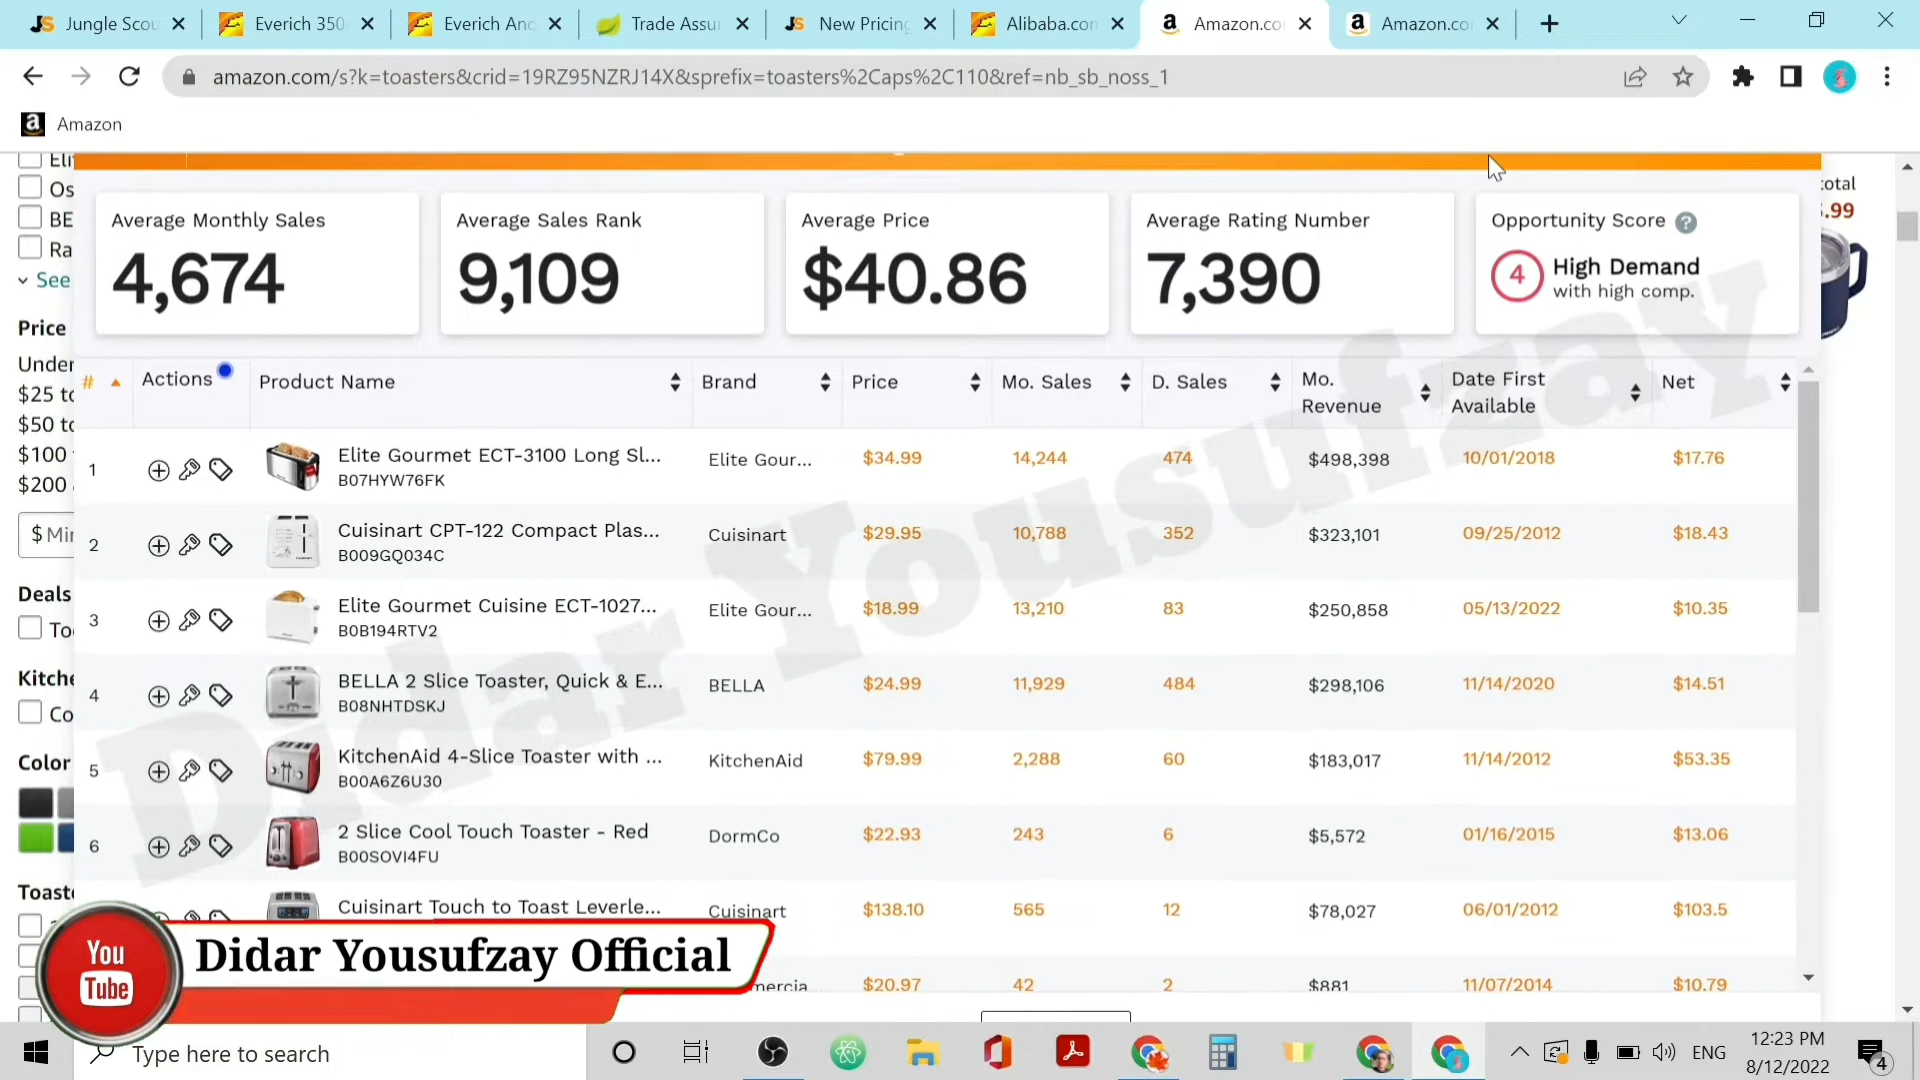 Jungle Scou
Everich 350
Everich And
Trade Assu
New Pricing
Alibaba.com
Amazon.co
Amazon.co
amazon.com/s?k=toasters&crid=19RZ95NZRJ14X&sprefix=toasters%2Caps%2C110&ref=nb_sb_noss_1
Amazon
Os
BE
Ra
See
Price
Under
$25 to
$50 to
$100
$200
$ Min
Deals
To
Kitche
Co
Color
Toaste
total
.99
Average Monthly Sales
4,674
Average Sales Rank
9,109
Average Price
$40.86
Average Rating Number
7,390
Opportunity Score ?
4 High Demand
with high comp.
# Actions Product Name Brand Price Mo. Sales D. Sales Mo. Revenue Date First Available Net
1 Elite Gourmet ECT-3100 Long Sl... Elite Gour... $34.99 14,244 474 $498,398 10/01/2018 $17.76
B07HYW76FK
2 Cuisinart CPT-122 Compact Plas... Cuisinart $29.95 10,788 352 $323,101 09/25/2012 $18.43
B009GQ034C
3 Elite Gourmet Cuisine ECT-1027... Elite Gour... $18.99 13,210 83 $250,858 05/13/2022 $10.35
B0B194RTV2
4 BELLA 2 Slice Toaster, Quick & E... BELLA $24.99 11,929 484 $298,106 11/14/2020 $14.51
B08NHTDSKJ
5 KitchenAid 4-Slice Toaster with ... KitchenAid $79.99 2,288 60 $183,017 11/14/2012 $53.35
B00A6Z6U30
6 2 Slice Cool Touch Toaster - Red DormCo $22.93 243 6 $5,572 01/16/2015 $13.06
B00SOVI4FU
Cuisinart Touch to Toast Leverle... Cuisinart $138.10 565 12 $78,027 06/01/2012 $103.5
mercia... $20.97 42 2 $881 11/07/2014 $10.79
Didar Yousufzay
You
Tube
Didar Yousufzay Official
Type here to search
ENG
12:23 PM
8/12/2022
4